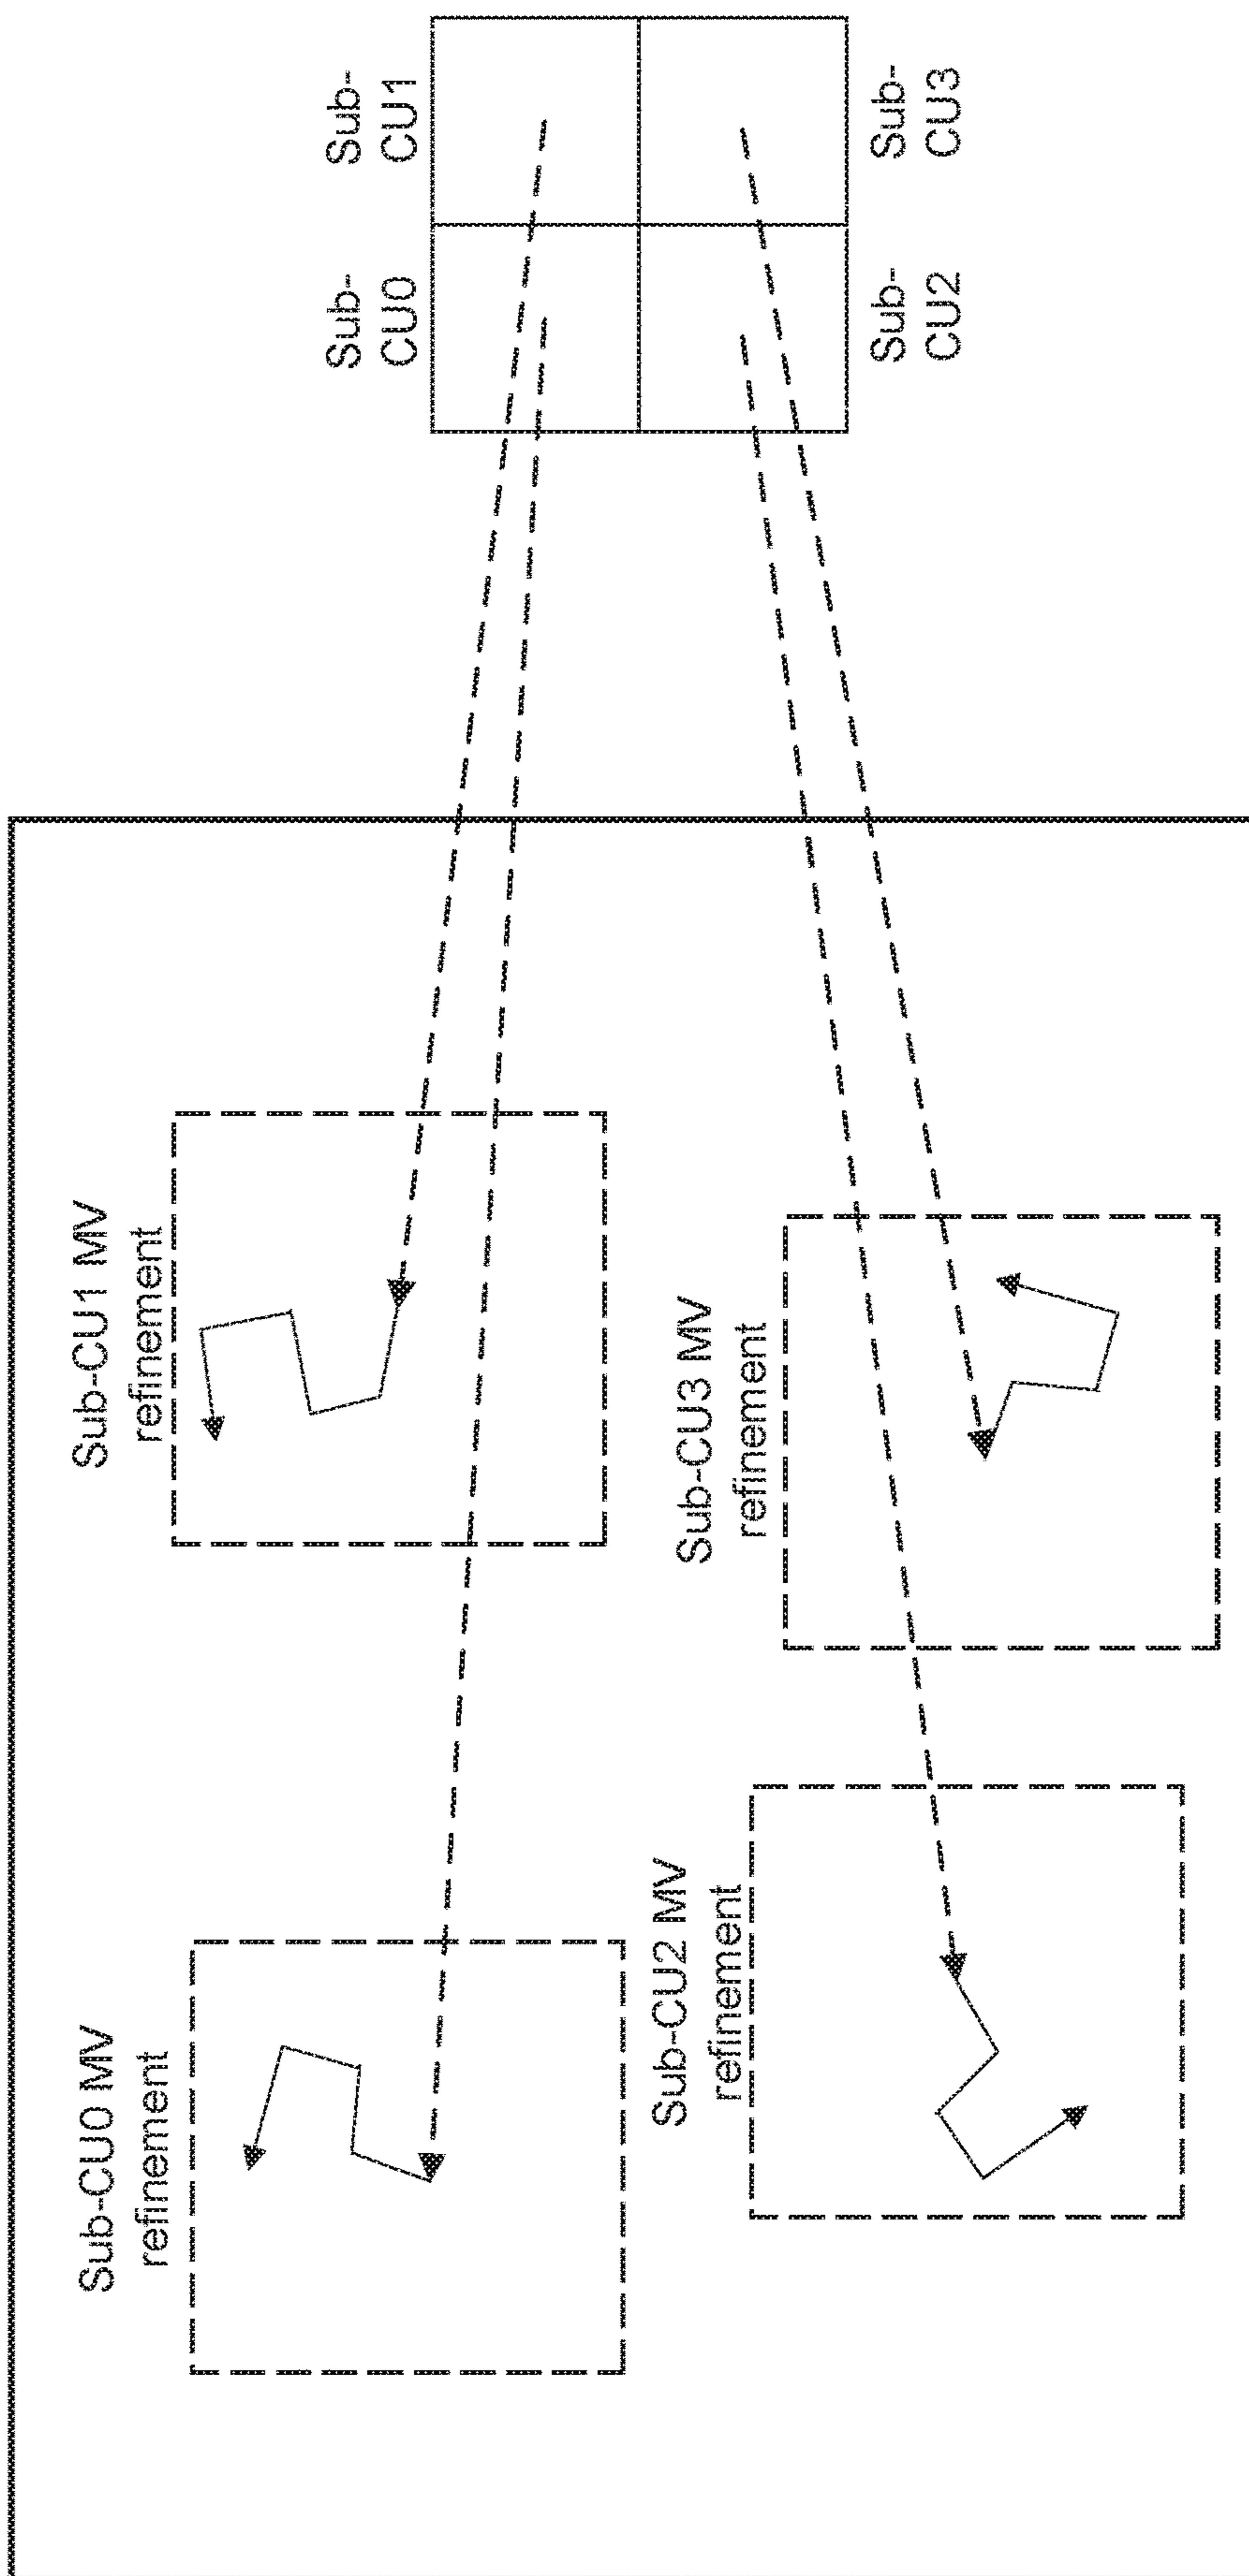 Sub-CU0 MV
refinement
Sub-CU1 MV
refinement
Sub-
CU0
Sub-
CU1
Sub-CU2 MV
refinement
Sub-CU3 MV
refinement
Sub-
CU2
Sub-
CU3